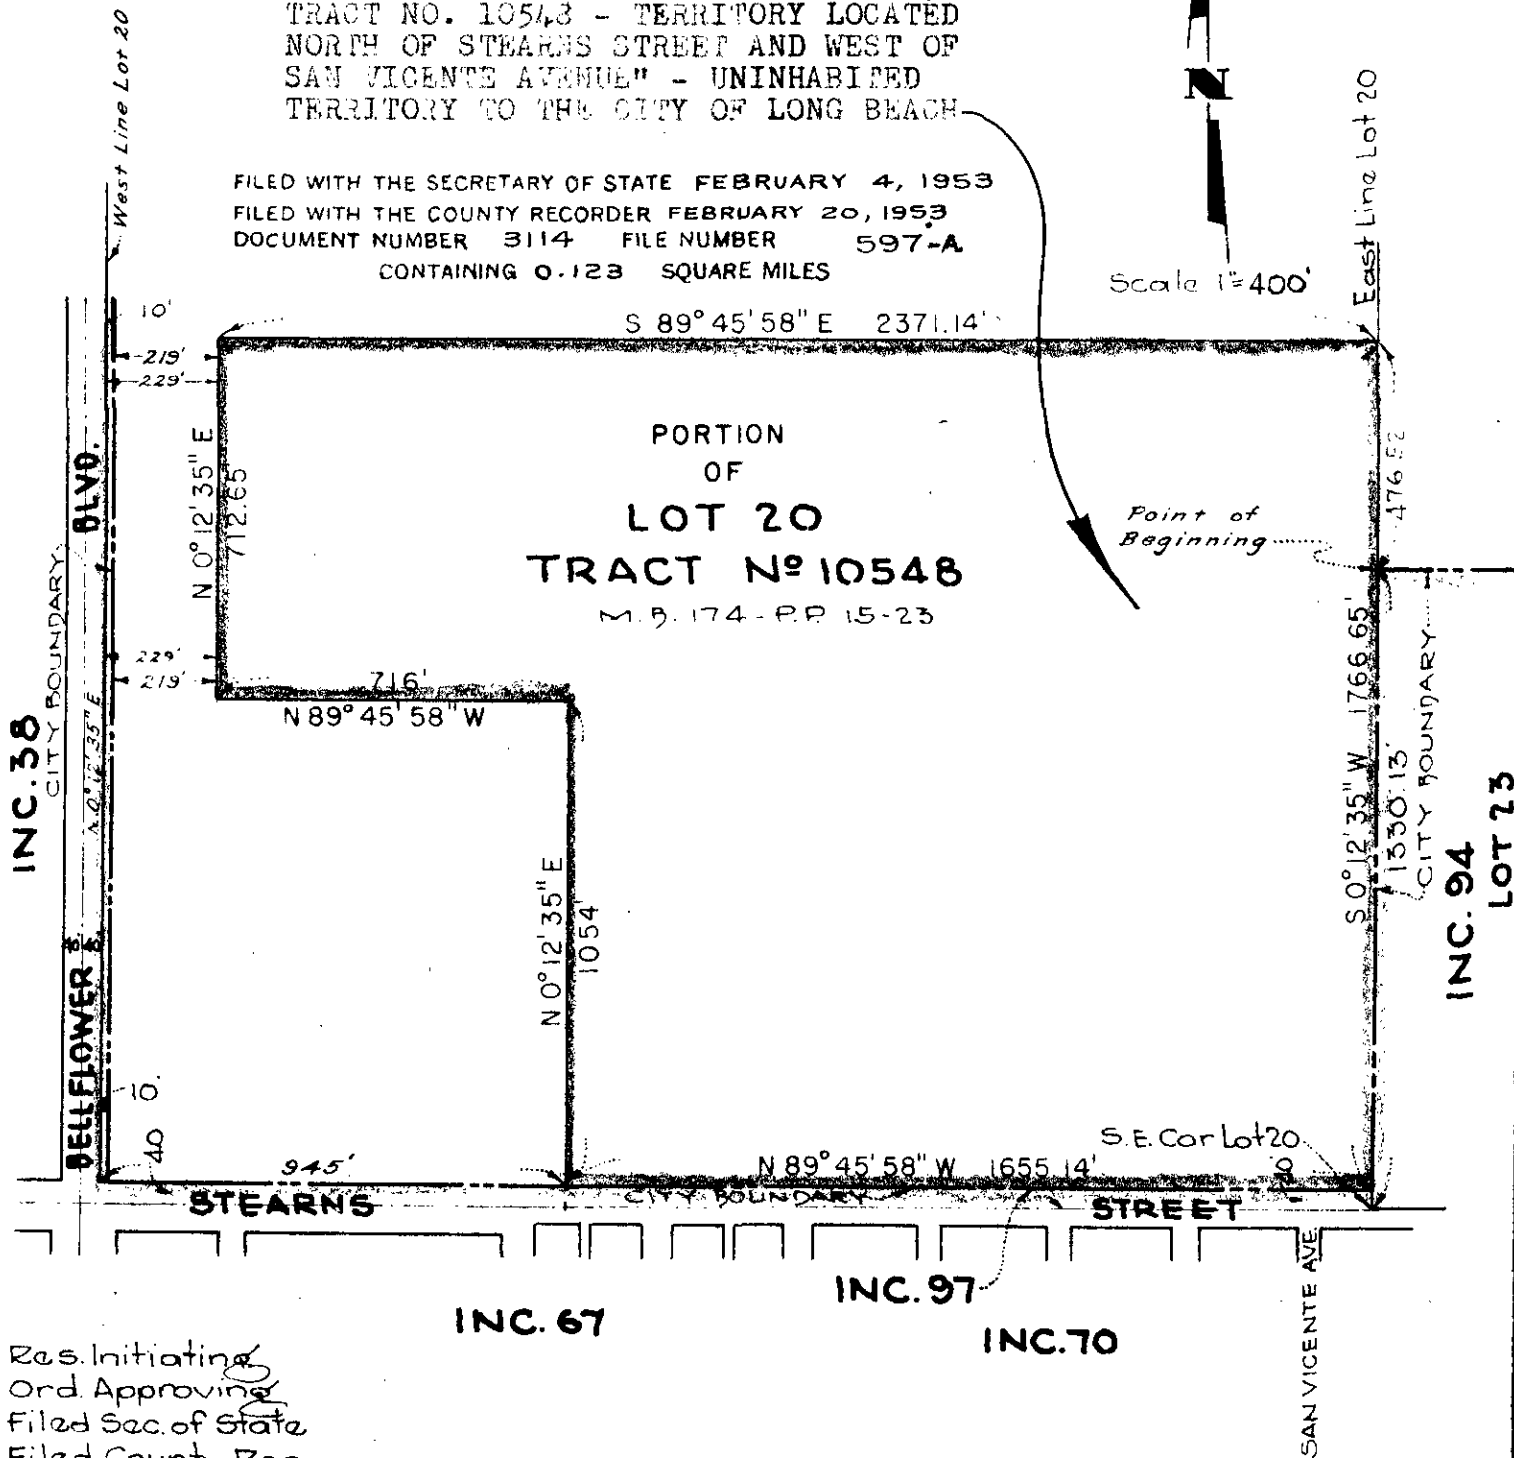 TRACT NO. 10548 - TERRITORY LOCATED
NORTH OF STEARNS STREET AND WEST OF
SAN VICENTE AVENUE" - UNINHABITED
TERRITORY TO THE CITY OF LONG BEACH
West Line Lot 20
N
East Line Lot 20
FILED WITH THE SECRETARY OF STATE FEBRUARY 4, 1953
FILED WITH THE COUNTY RECORDER FEBRUARY 20, 1953
DOCUMENT NUMBER 3114 FILE NUMBER 597-A
CONTAINING 0.123 SQUARE MILES
Scale 1"=400'
10'
S 89°45'58" E 2371.14'
219'
229'
N 0°12'35" E
712.65
476.52
PORTION
OF
LOT 20
TRACT Nº 10548
M.B. 174 - P.P. 15-23
Point of
Beginning
BLVD.
CITY BOUNDARY
229'
219'
716'
N 89°45'58" W
INC. 38
N 0°12'35" E
S 0°12'35" W 1766.65'
1330.13'
CITY BOUNDARY
INC. 94
LOT 23
N 0°12'35" E
1054'
BELLFLOWER
10'
40
945'
N 89°45'58" W 1655.14'
S.E. Cor Lot 20
40
STEARNS
CITY BOUNDARY
STREET
INC. 67
INC. 97
INC. 70
SAN VICENTE AVE.
Res. Initiating
Ord. Approving
Filed Sec. of State
Filed Count Rec